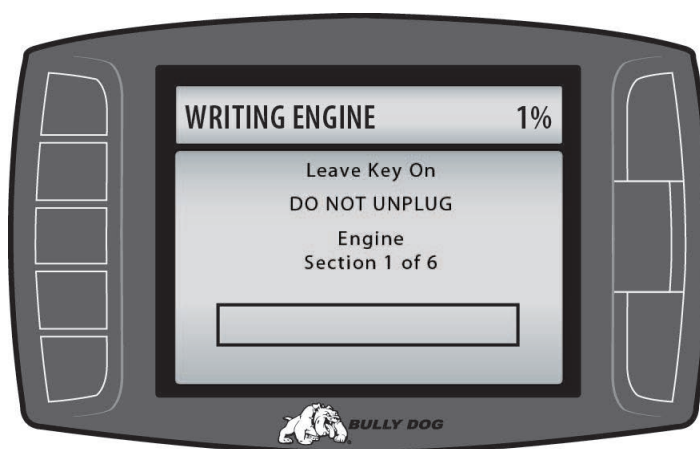 WRITING ENGINE 1%
Leave Key On
DO NOT UNPLUG
Engine
Section 1 of 6
BULLY DOG